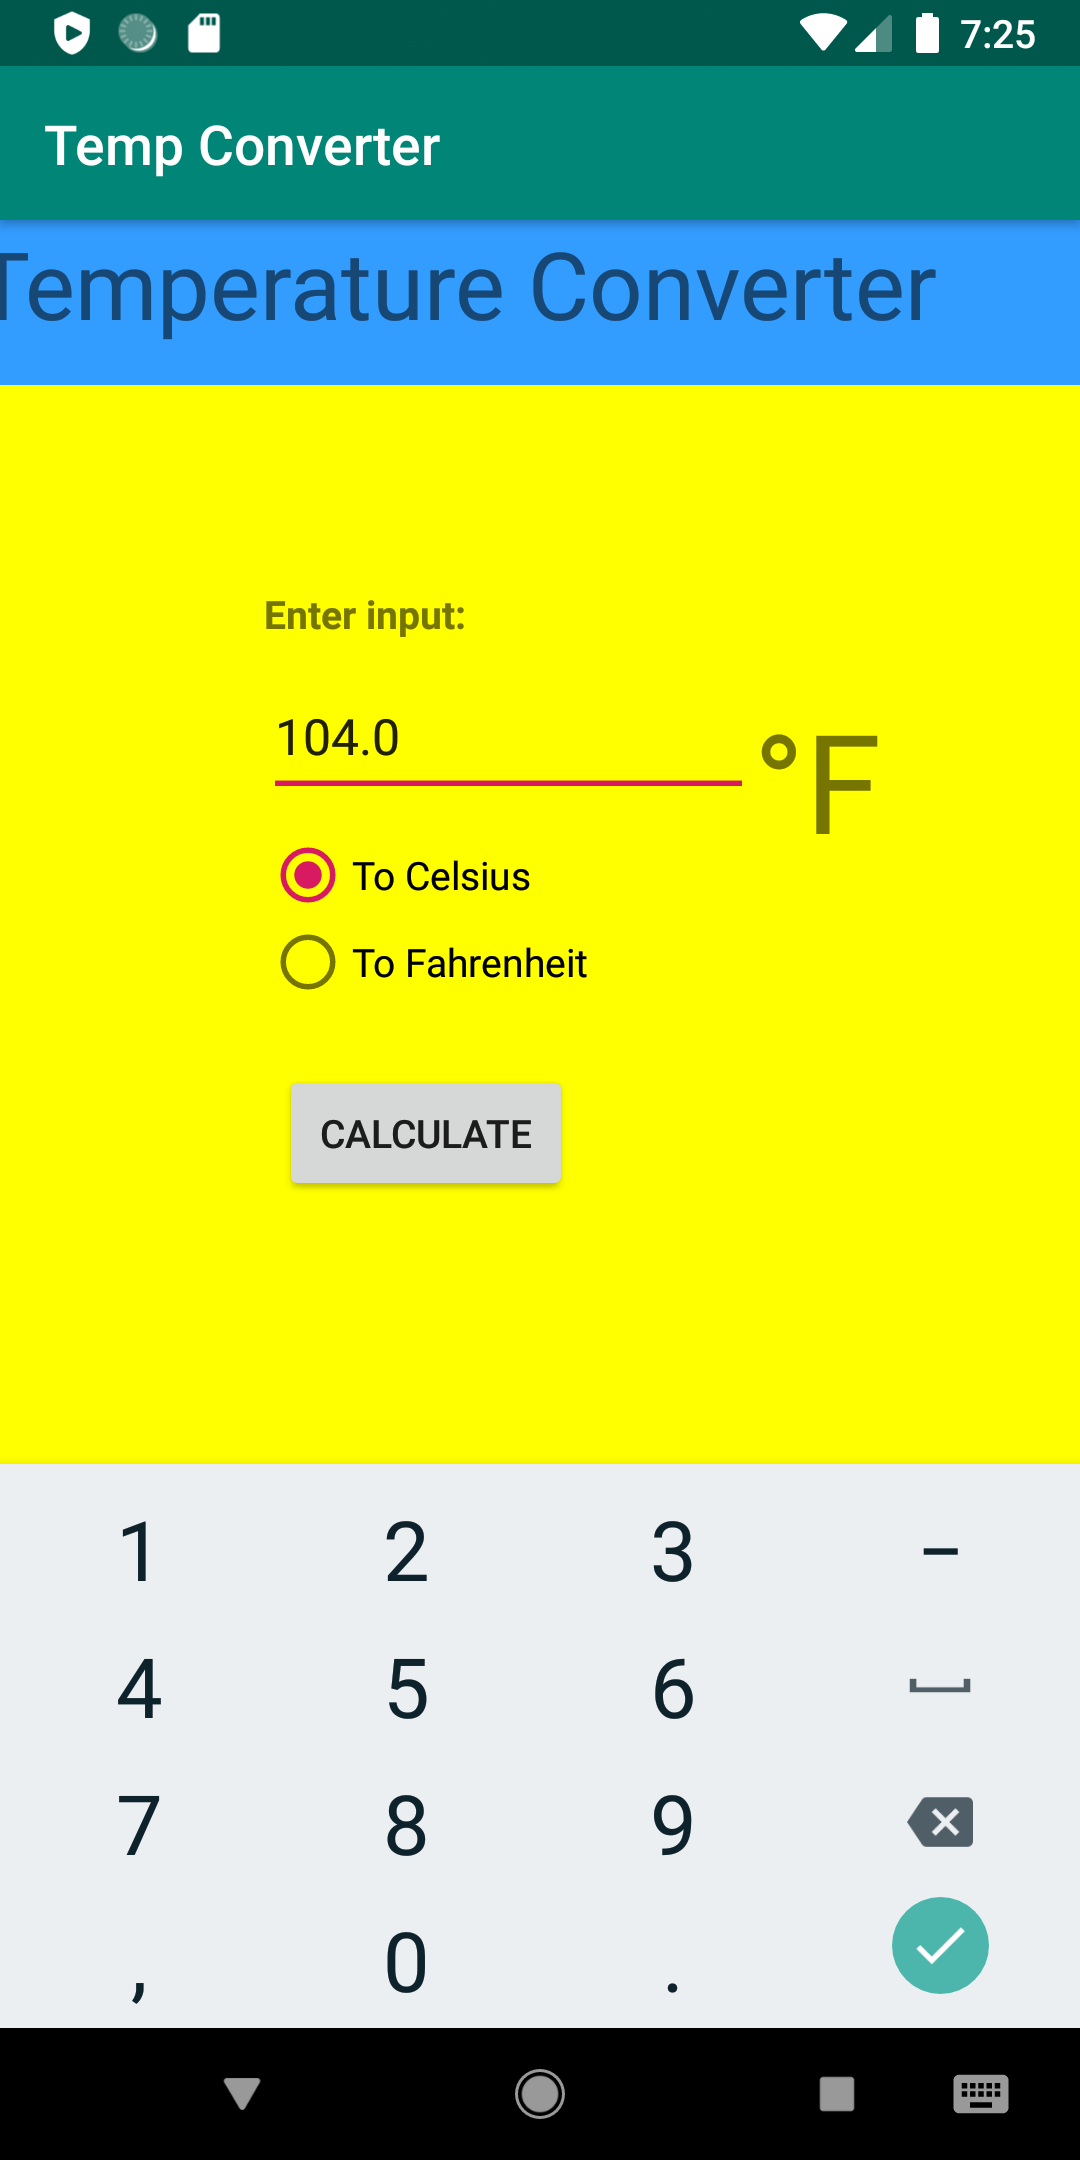 7:25
Temp Converter
Temperature Converter
Enter input:
104.0
°F
To Celsius
To Fahrenheit
CALCULATE
1 2 3 –
4 5 6
7 8 9
, 0 .